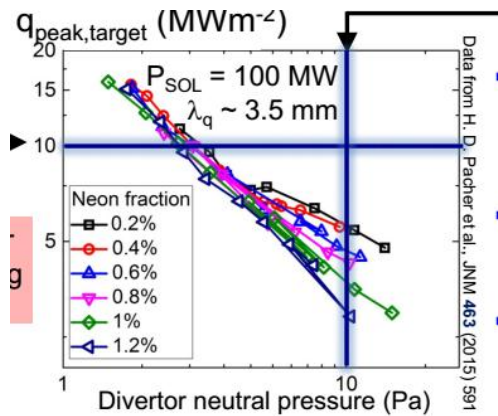 q peak,target (MWm-2)
20
15
10
5
P SOL = 100 MW
λq ~ 3.5 mm
Neon fraction
0.2%
0.4%
0.6%
0.8%
1%
1.2%
g
1 10
Divertor neutral pressure (Pa)
Data from H. D. Pacher et al., JNM 463 (2015) 591